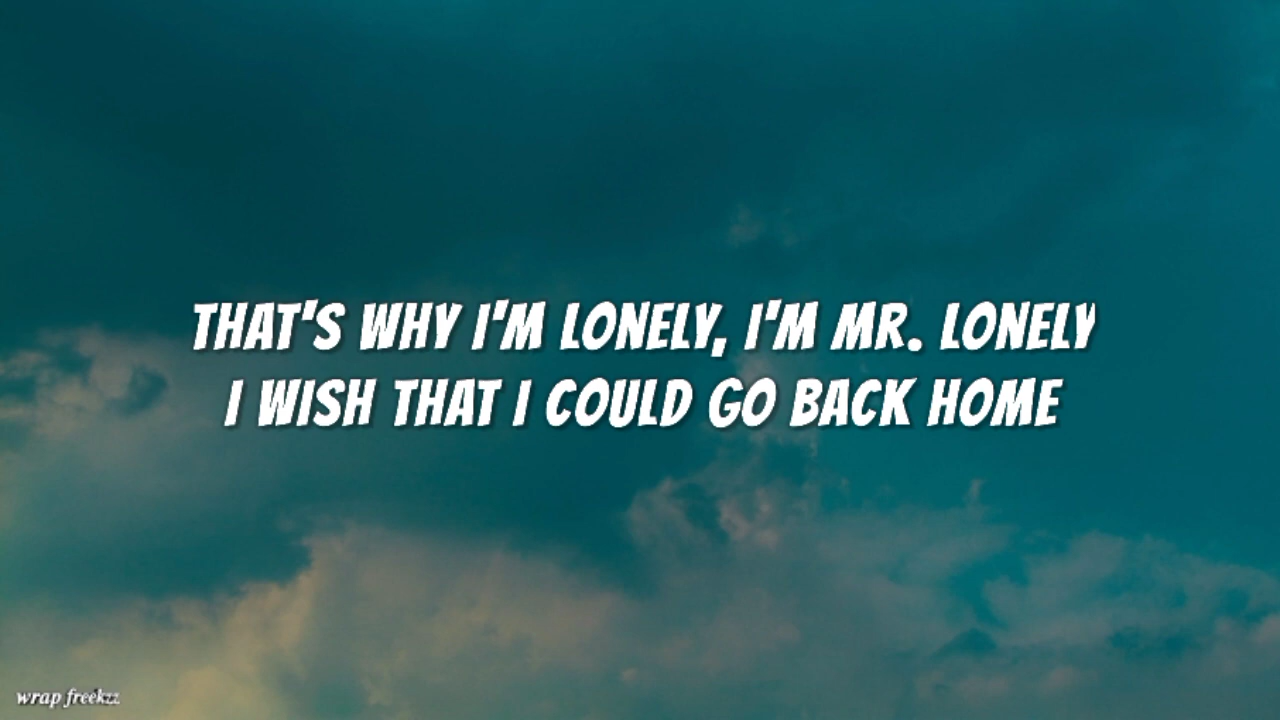 THAT'S WHY I'M LONELY, I'M MR. LONELY
I WISH THAT I COULD GO BACK HOME
wrap freekzz